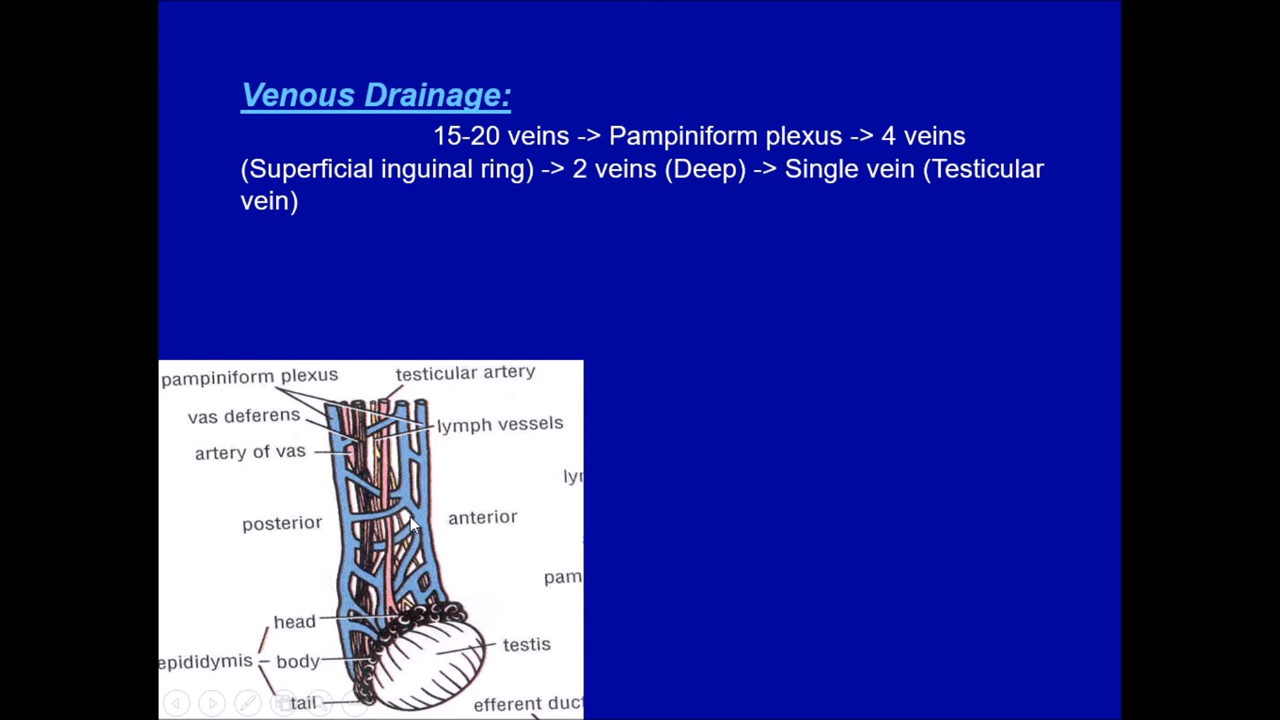 Venous Drainage:
15-20 veins -> Pampiniform plexus -> 4 veins
(Superficial inguinal ring) -> 2 veins (Deep) -> Single vein (Testicular
vein)
pampiniform plexus
testicular artery
vas deferens
lymph vessels
artery of vas
posterior
anterior
pam
head
testis
epididymis
body
tail
efferent duct